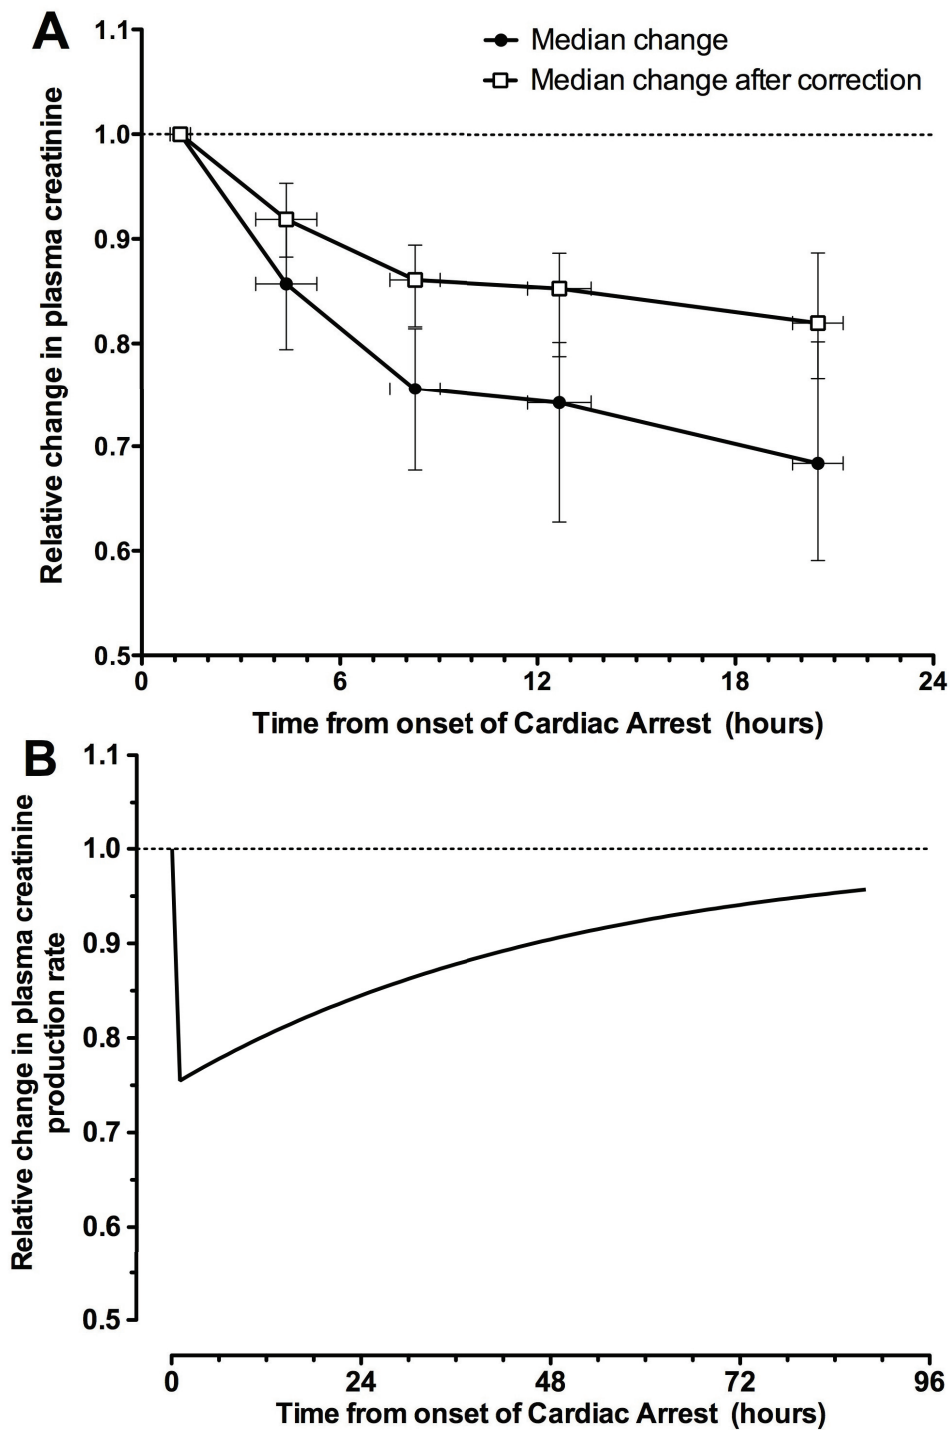 A
Median change
Median change after correction
Relative change in plasma creatinine
1.1
1.0
0.9
0.8
0.7
0.6
0.5
0
6
12
18
24
Time from onset of Cardiac Arrest (hours)
B
Relative change in plasma creatinine
production rate
1.1
1.0
0.9
0.8
0.7
0.6
0.5
0
24
48
72
96
Time from onset of Cardiac Arrest (hours)